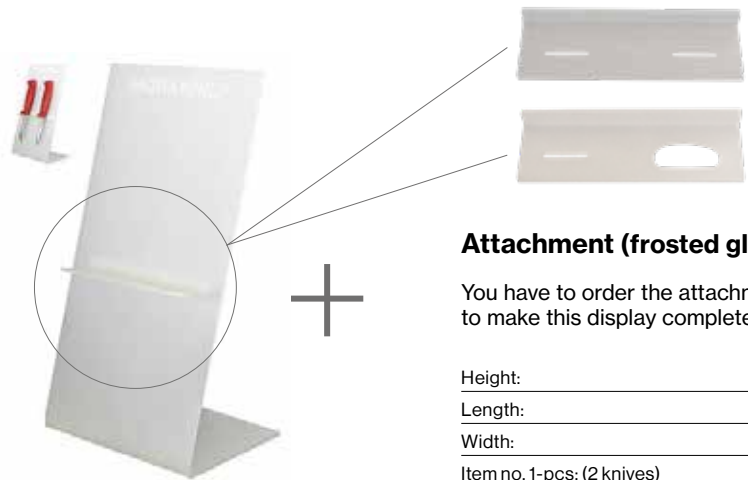 Attachment (frosted gl
You have to order the attachm
to make this display complete
Height:
Length:
Width:
Item no. 1-pcs: (2 knives)